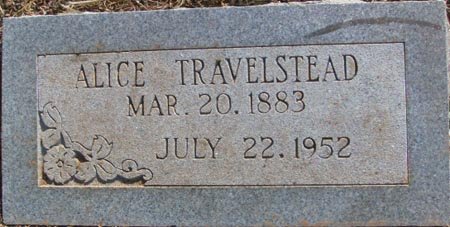 ALICE TRAVELSTEAD
MAR. 20. 1883
JULY 22. 1952